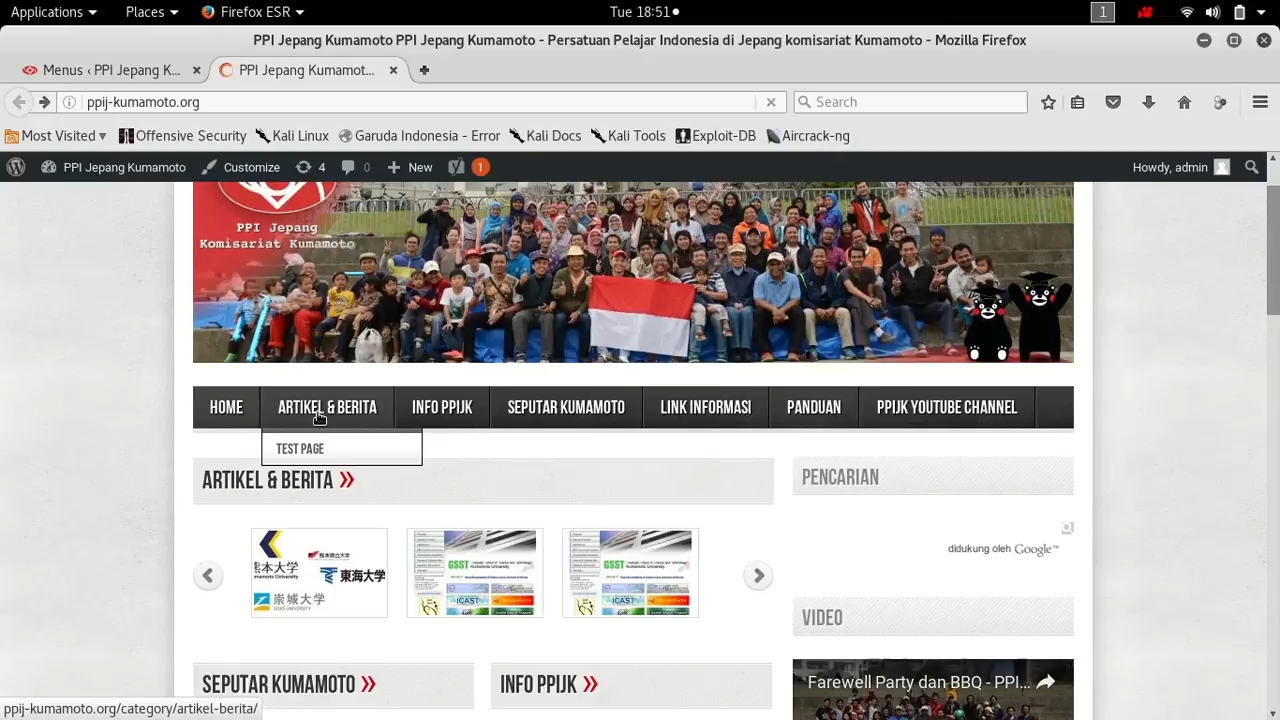 Applications Places Firefox ESR Tue 18:51 1
PPI Jepang Kumamoto PPI Jepang Kumamoto - Persatuan Pelajar Indonesia di Jepang komisariat Kumamoto - Mozilla Firefox
Menus ‹ PPI Jepang K... PPI Jepang Kumamot...
ppij-kumamoto.org Search
Most Visited Offensive Security Kali Linux Garuda Indonesia - Error Kali Docs Kali Tools Exploit-DB Aircrack-ng
PPI Jepang Kumamoto Customize 4 0 New 1 Howdy, admin
PPI Jepang
Komisariat Kumamoto
HOME ARTIKEL & BERITA INFO PPIJK SEPUTAR KUMAMOTO LINK INFORMASI PANDUAN PPIJK YOUTUBE CHANNEL
TEST PAGE
ARTIKEL & BERITA »
PENCARIAN
didukung oleh Google™
熊本大学
東海大学
崇城大学
GSST
ICAST
GSST
ICAST
VIDEO
SEPUTAR KUMAMOTO »
INFO PPIJK »
Farewell Party dan BBQ - PPI...
ppij-kumamoto.org/category/artikel-berita/